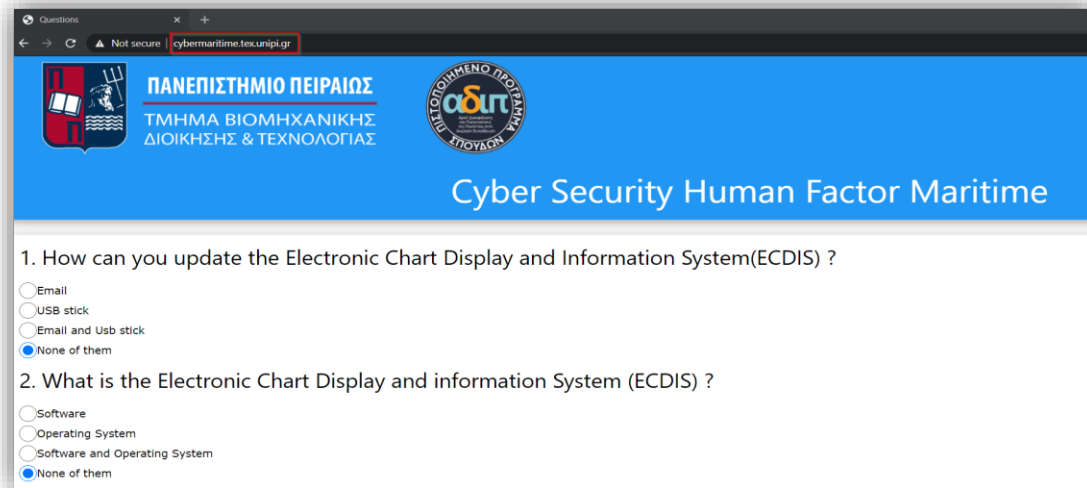 Questions
Not secure | cybermaritime.tex.unipi.gr
ΠΑΝΕΠΙΣΤΗΜΙΟ ΠΕΙΡΑΙΩΣ
ΤΜΗΜΑ ΒΙΟΜΗΧΑΝΙΚΗΣ
ΔΙΟΙΚΗΣΗΣ & ΤΕΧΝΟΛΟΓΙΑΣ
ΠΙΣΤΟΠΟΙΗΜΕΝΟ ΠΡΟΓΡΑΜΜΑ ΣΠΟΥΔΩΝ
αδιπ
Cyber Security Human Factor Maritime
1. How can you update the Electronic Chart Display and Information System(ECDIS) ?
Email
USB stick
Email and Usb stick
None of them
2. What is the Electronic Chart Display and information System (ECDIS) ?
Software
Operating System
Software and Operating System
None of them